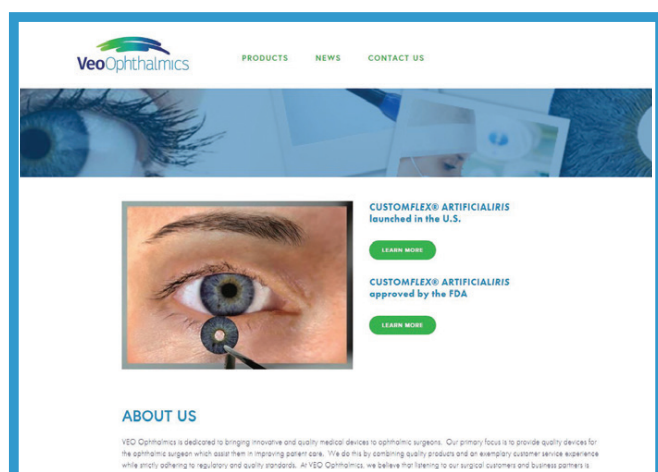 VeoOphthalmics
PRODUCTS NEWS CONTACT US
CUSTOMFLEX® ARTIFICIALIRIS
launched in the U.S.
LEARN MORE
CUSTOMFLEX® ARTIFICIALIRIS
approved by the FDA
LEARN MORE
ABOUT US
VEO Ophthalmics is dedicated to bringing innovative and quality medical devices to ophthalmic surgeons. Our primary focus is to provide quality devices for
the ophthalmic surgeon which assist them in improving patient care. We do this by combining quality products and an exemplary customer service experience
while strictly adhering to regulatory and quality standards. At VEO Ophthalmics, we believe that listening to our surgical customers and business partners is